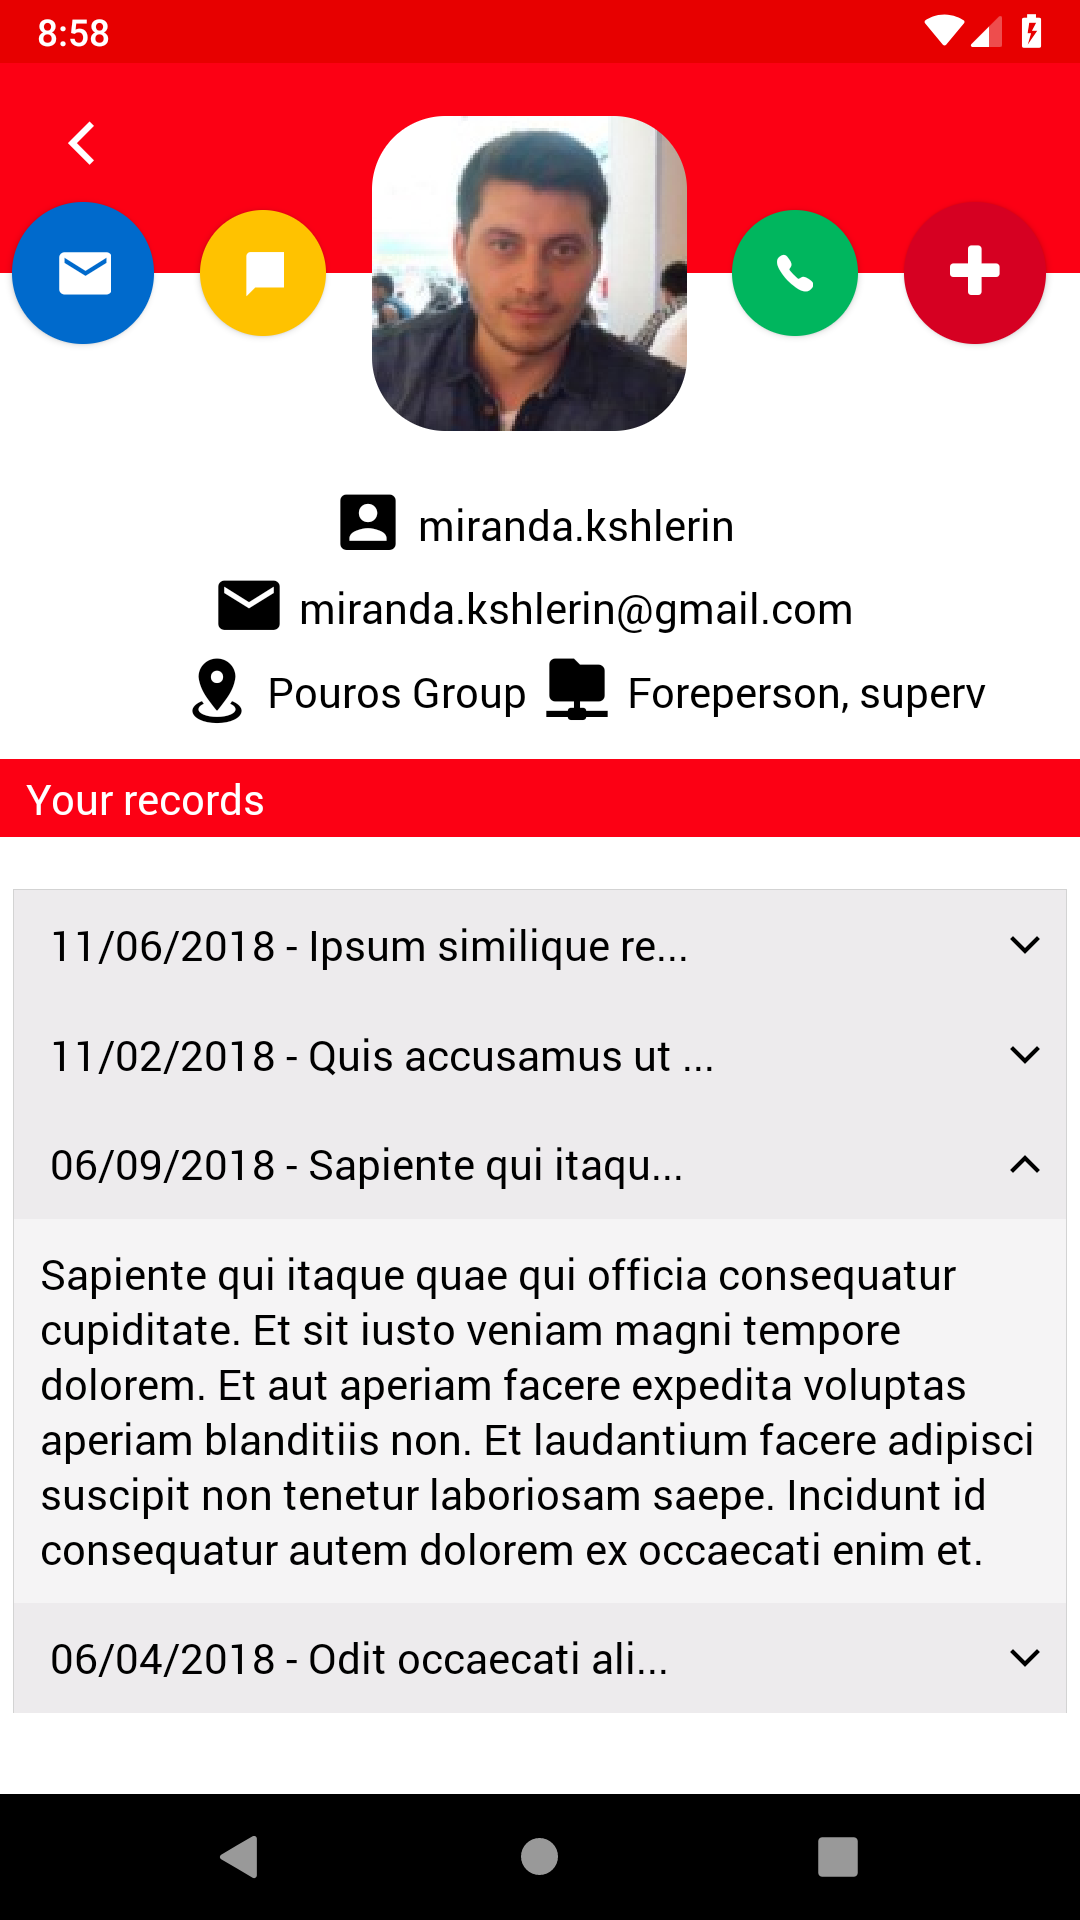 8:58
miranda.kshlerin
miranda.kshlerin@gmail.com
Pouros Group Foreperson, superv
Your records
11/06/2018 - Ipsum similique re...
11/02/2018 - Quis accusamus ut ...
06/09/2018 - Sapiente qui itaqu...
Sapiente qui itaque quae qui officia consequatur
cupiditate. Et sit iusto veniam magni tempore
dolorem. Et aut aperiam facere expedita voluptas
aperiam blanditiis non. Et laudantium facere adipisci
suscipit non tenetur laboriosam saepe. Incidunt id
consequatur autem dolorem ex occaecati enim et.
06/04/2018 - Odit occaecati ali...